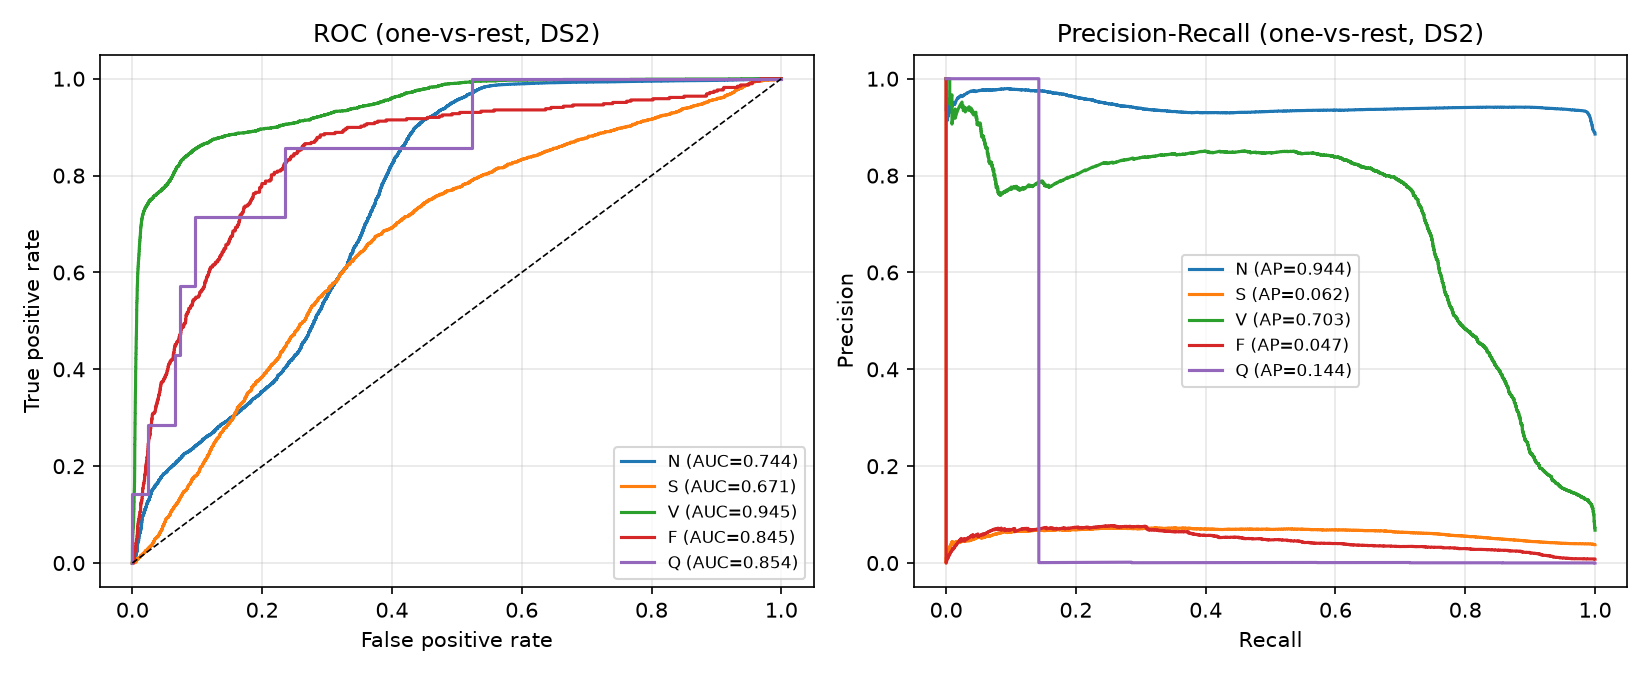 ROC (one-vs-rest, DS2)
True positive rate
1.0
0.8
0.6
0.4
0.2
0.0
0.0 0.2 0.4 0.6 0.8 1.0
False positive rate
N (AUC=0.744)
S (AUC=0.671)
V (AUC=0.945)
F (AUC=0.845)
Q (AUC=0.854)
Precision-Recall (one-vs-rest, DS2)
Precision
1.0
0.8
0.6
0.4
0.2
0.0
0.0 0.2 0.4 0.6 0.8 1.0
Recall
N (AP=0.944)
S (AP=0.062)
V (AP=0.703)
F (AP=0.047)
Q (AP=0.144)